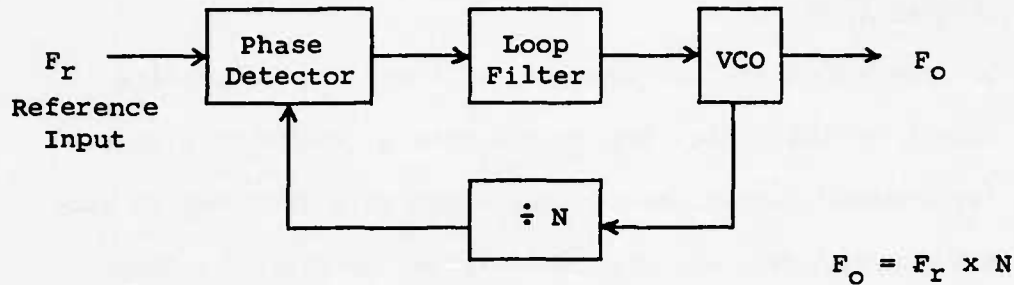 F_r
Reference
Input
Phase
Detector
Loop
Filter
VCO
F_o
÷ N
F_o = F_r x N